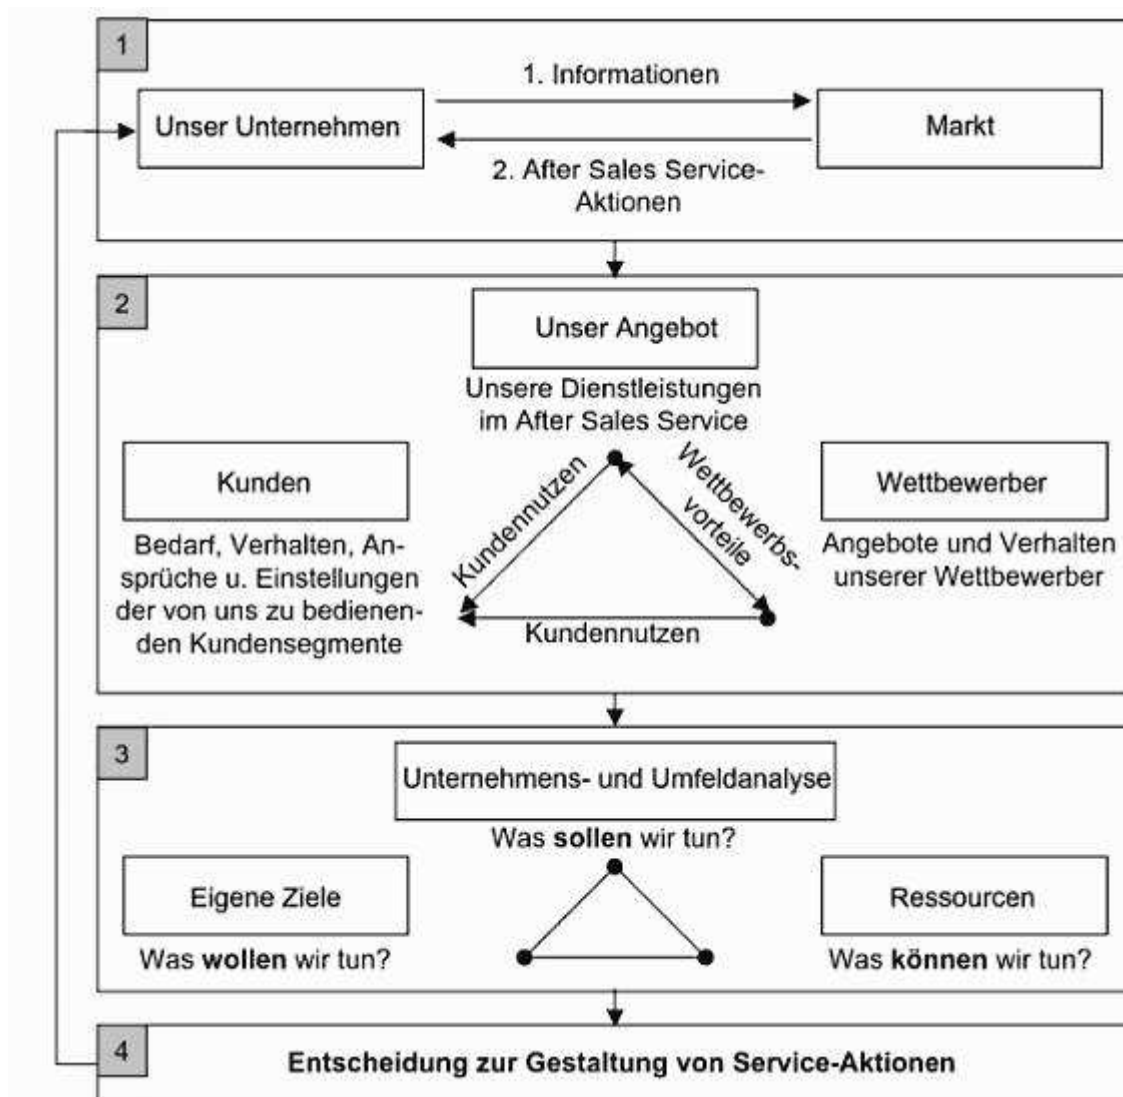 1
1. Informationen
Unser Unternehmen
Markt
2. After Sales Service-
Aktionen
2
Unser Angebot
Unsere Dienstleistungen
im After Sales Service
Kunden
Bedarf, Verhalten, An-
sprüche u. Einstellungen
der von uns zu bedienen-
den Kundensegmente
Kundennutzen
Wettbewerbs-
vorteile
Kundennutzen
Wettbewerber
Angebote und Verhalten
unserer Wettbewerber
3
Unternehmens- und Umfeldanalyse
Was sollen wir tun?
Eigene Ziele
Was wollen wir tun?
Ressourcen
Was können wir tun?
4
Entscheidung zur Gestaltung von Service-Aktionen